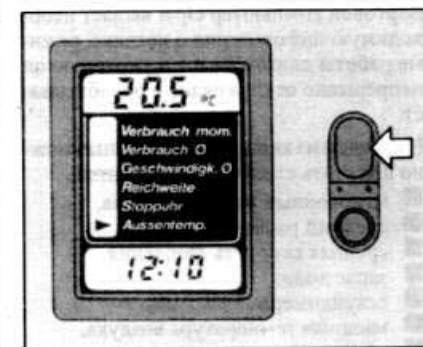 20.5 °C
Verbrauch mom.
Verbrauch Ø
Geschwindigk. Ø
Reichweite
Stoppuhr
Aussentemp.
12:10